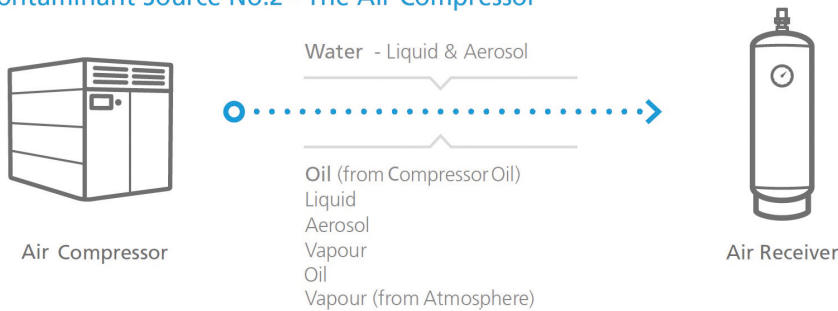 ontaminant Source No.2 - The Air Compressor
Water - Liquid & Aerosol
Oil (from Compressor Oil)
Liquid
Aerosol
Vapour
Oil
Vapour (from Atmosphere)
Air Compressor
Air Receiver